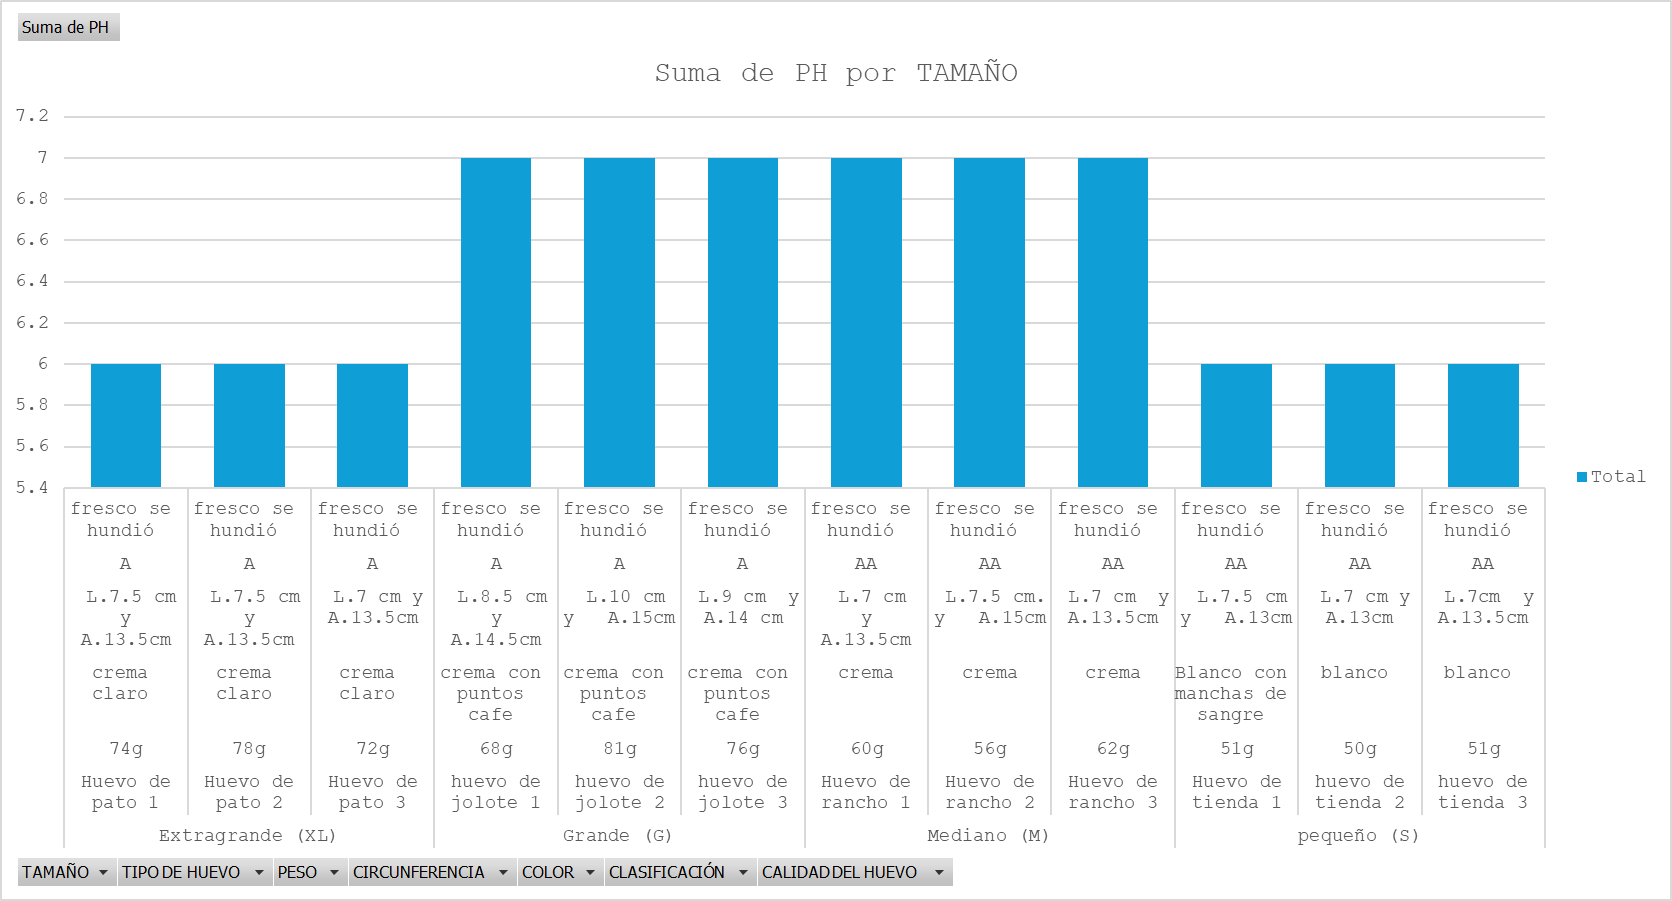 Suma de PH
Suma de PH por TAMAÑO
7.2
7
6.8
6.6
6.4
6.2
6
5.8
5.6
5.4
Total
fresco se hundió fresco se hundió fresco se hundió fresco se hundió fresco se hundió fresco se hundió fresco se hundió fresco se hundió fresco se hundió fresco se hundió fresco se hundió fresco se hundió
A A A A A A AA AA AA AA AA AA
L.7.5 cm y A.13.5cm L.7.5 cm y A.13.5cm L.7 cm y A.13.5cm L.8.5 cm y A.14.5cm L.10 cm y A.15cm L.9 cm y A.14 cm L.7 cm y A.13.5cm L.7.5 cm. y A.15cm L.7 cm y A.13.5cm L.7.5 cm y A.13cm L.7 cm y A.13cm L.7cm y A.13.5cm
crema claro crema claro crema claro crema con puntos cafe crema con puntos cafe crema con puntos cafe crema crema crema Blanco con manchas de sangre blanco blanco
74g 78g 72g 68g 81g 76g 60g 56g 62g 51g 50g 51g
Huevo de pato 1 Huevo de pato 2 Huevo de pato 3 huevo de jolote 1 huevo de jolote 2 huevo de jolote 3 Huevo de rancho 1 Huevo de rancho 2 Huevo de rancho 3 Huevo de tienda 1 huevo de tienda 2 huevo de tienda 3
Extragrande (XL) Grande (G) Mediano (M) pequeño (S)
TAMAÑO TIPO DE HUEVO PESO CIRCUNFERENCIA COLOR CLASIFICACIÓN CALIDAD DEL HUEVO